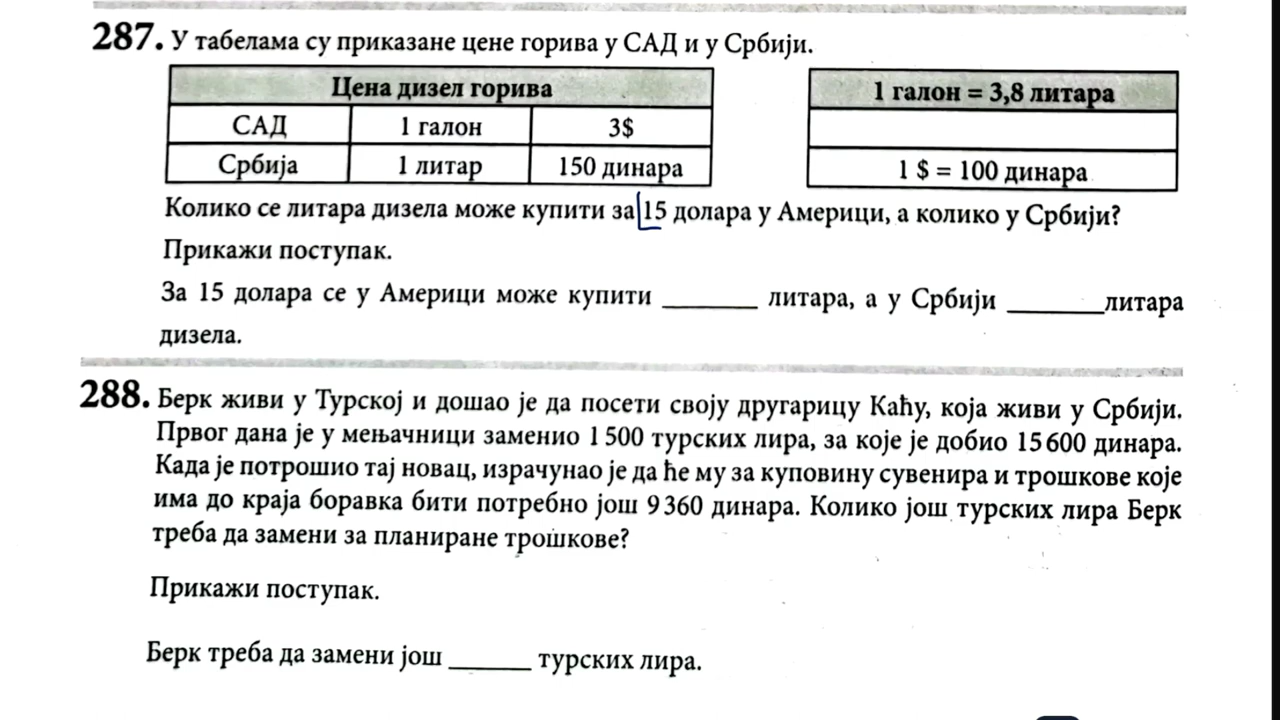 287. У табелама су приказане цене горива у САД и у Србији.
Цена дизел горива
САД 1 галон 3$
Србија 1 литар 150 динара
1 галон = 3,8 литара
1 $ = 100 динара
Колико се литара дизела може купити за 15 долара у Америци, а колико у Србији?
Прикажи поступак.
За 15 долара се у Америци може купити _______ литара, а у Србији _______литара
дизела.
288. Берк живи у Турској и дошао је да посети своју другарицу Каћу, која живи у Србији.
Првог дана је у мењачници заменио 1 500 турских лира, за које је добио 15 600 динара.
Када је потрошио тај новац, израчунао је да ће му за куповину сувенира и трошкове које
има до краја боравка бити потребно још 9 360 динара. Колико још турских лира Берк
треба да замени за планиране трошкове?
Прикажи поступак.
Берк треба да замени још ______ турских лира.